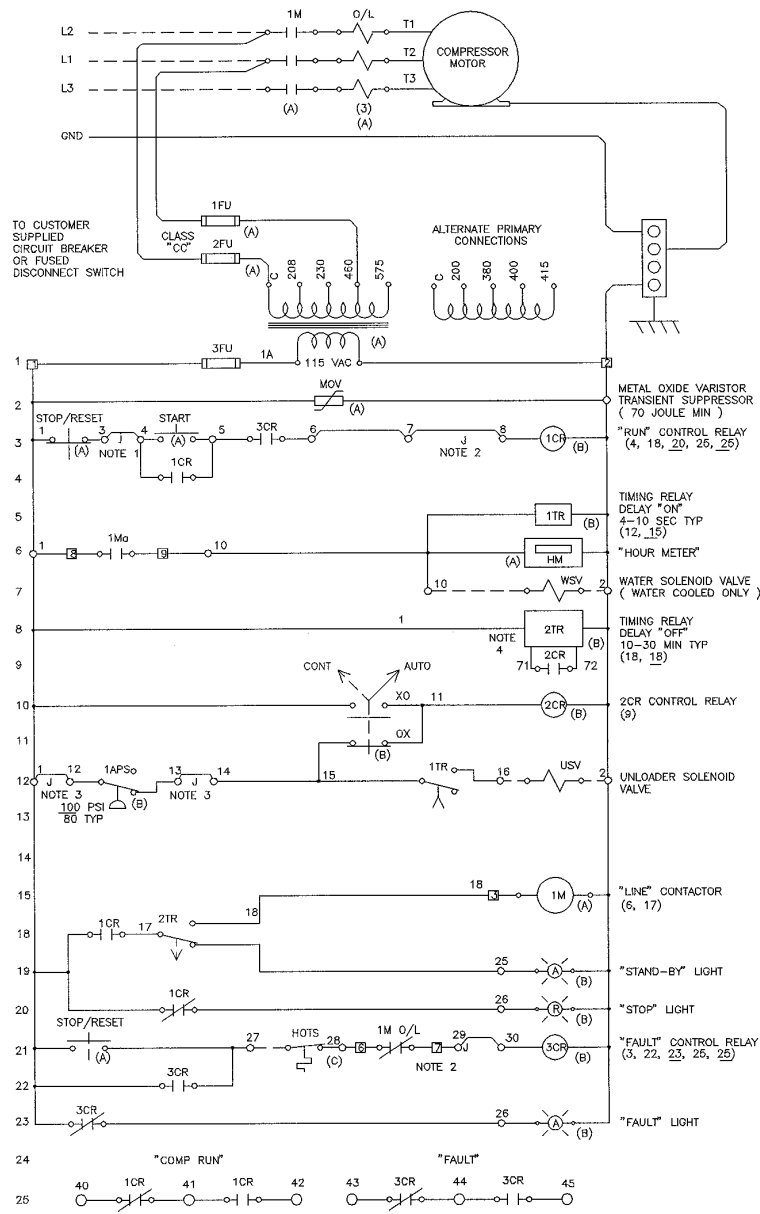 1M O/L T1
L2
L1 T2 COMPRESSOR
MOTOR
L3 T3
(A) (3)
(A)
GND
TO CUSTOMER
SUPPLIED
CIRCUIT BREAKER
OR FUSED
DISCONNECT SWITCH
1FU
CLASS (A)
"CC"
2FU
(A)
C 208 230 460 575
ALTERNATE PRIMARY
CONNECTIONS
C 200 380 400 415
(A)
1 1 3FU 1A 115 VAC 2
MOV
2 (A) METAL OXIDE VARISTOR
TRANSIENT SUPPRESSOR
( 70 JOULE MIN )
STOP/RESET START
3 1 (A) 3 J 4 (A) 5 3CR 6 7 J 8 1CR (B) "RUN" CONTROL RELAY
(4, 18, 20, 25, 25)
NOTE 1 NOTE 2
4 1CR
5 1TR (B) TIMING RELAY
DELAY "ON"
4-10 SEC TYP
(12, 15)
6 1 8 1Ma 9 10 (A) HM "HOUR METER"
7 10 WSV 2 WATER SOLENOID VALVE
( WATER COOLED ONLY )
8 1 NOTE 4 2TR (B) TIMING RELAY
DELAY "OFF"
10-30 MIN TYP
(18, 18)
9 71 2CR 72
CONT AUTO
10 XO 11 2CR (B) 2CR CONTROL RELAY
(9)
11 OX
(B)
12 1 J 12 1APS (B) 13 J 14 15 1TR 16 USV 2 UNLOADER SOLENOID
VALVE
NOTE 3 NOTE 3
100 PSI
80 TYP
13
14
15 18 3 1M (A) "LINE" CONTACTOR
(6, 17)
18 1CR 17 2TR 18
19 25 A (B) "STAND-BY" LIGHT
20 1CR 26 R (B) "STOP" LIGHT
STOP/RESET
21 (A) 27 HOTS 28 (C) 6 1M O/L 7 29 J 30 3CR (B) "FAULT" CONTROL RELAY
(3, 22, 23, 25, 25)
NOTE 2
22 3CR
23 3CR 26 A (B) "FAULT" LIGHT
24 "COMP RUN" "FAULT"
25 40 1CR 41 1CR 42 43 3CR 44 3CR 45